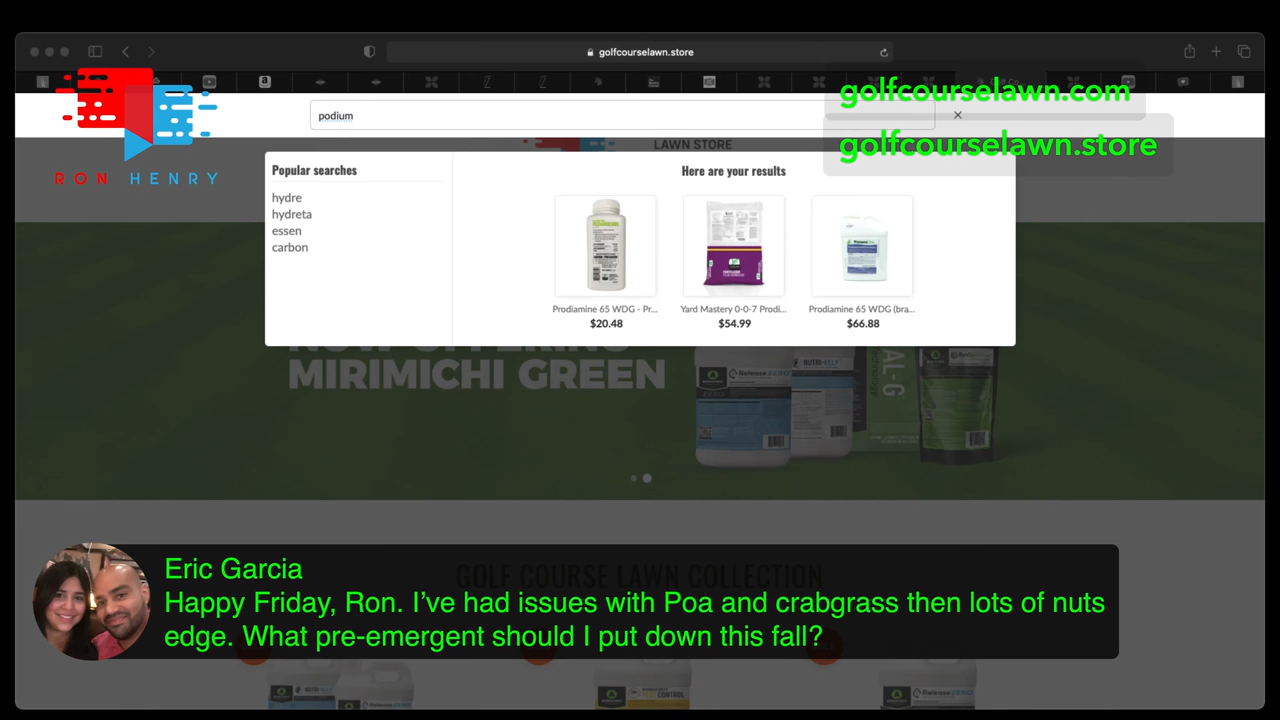 golfcourselawn.store
podium
golfcourselawn.com
golfcourselawn.store
RON HENRY
LAWN STORE
Popular searches
hydre
hydreta
essen
carbon
Here are your results
Prodiamine 65 WDG - Pr...
$20.48
Yard Mastery 0-0-7 Prodi...
$54.99
Prodiamine 65 WDG (bra...
$66.88
NOW OFFERING
MIRIMICHI GREEN
Eric Garcia
GOLF COURSE LAWN COLLECTION
Happy Friday, Ron. I've had issues with Poa and crabgrass then lots of nuts
edge. What pre-emergent should I put down this fall?